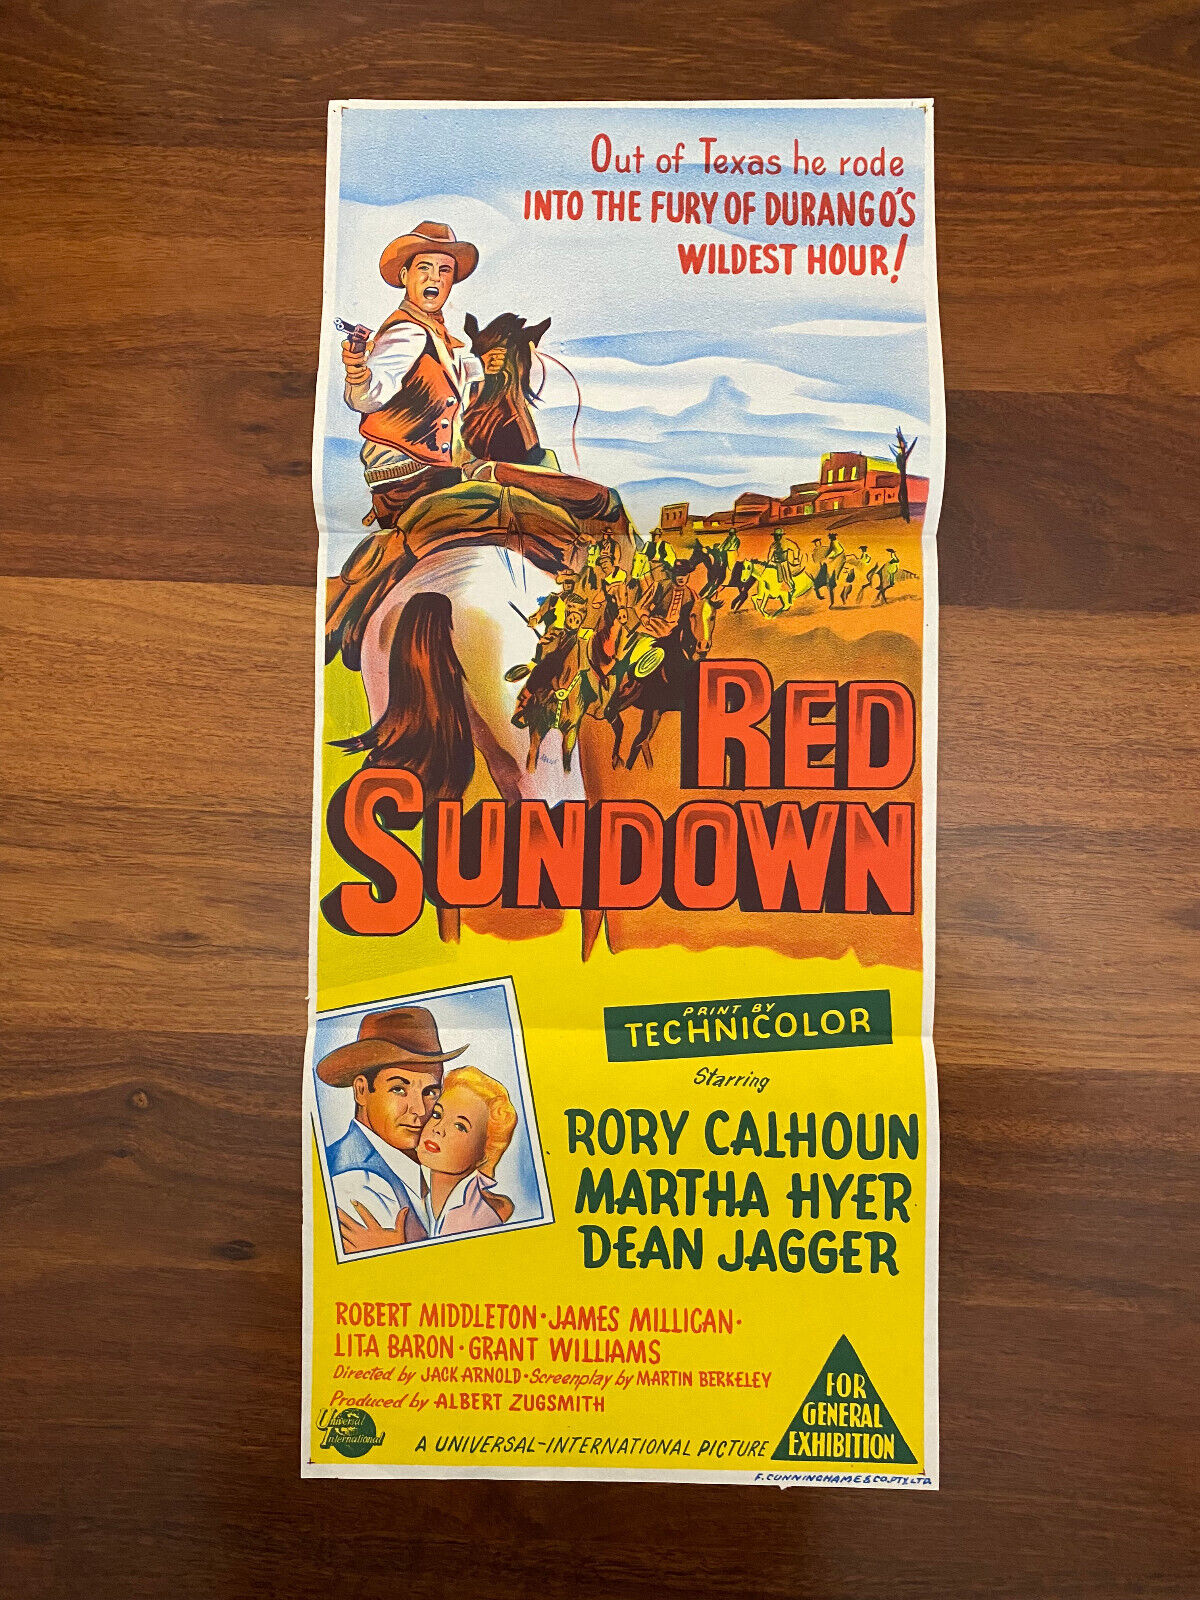 Out of Texas he rode
INTO THE FURY OF DURANGO'S
WILDEST HOUR!
RED
SUNDOWN
PRINT BY
TECHNICOLOR
Starring
RORY CALHOUN
MARTHA HYER
DEAN JAGGER
ROBERT MIDDLETON · JAMES MILLICAN ·
LITA BARON · GRANT WILLIAMS
Directed by JACK ARNOLD · Screenplay by MARTIN BERKELEY
Produced by ALBERT ZUGSMITH
Universal
International
A UNIVERSAL-INTERNATIONAL PICTURE
FOR
GENERAL
EXHIBITION
F. CUNNINGHAME & CO. PTY. LTD.